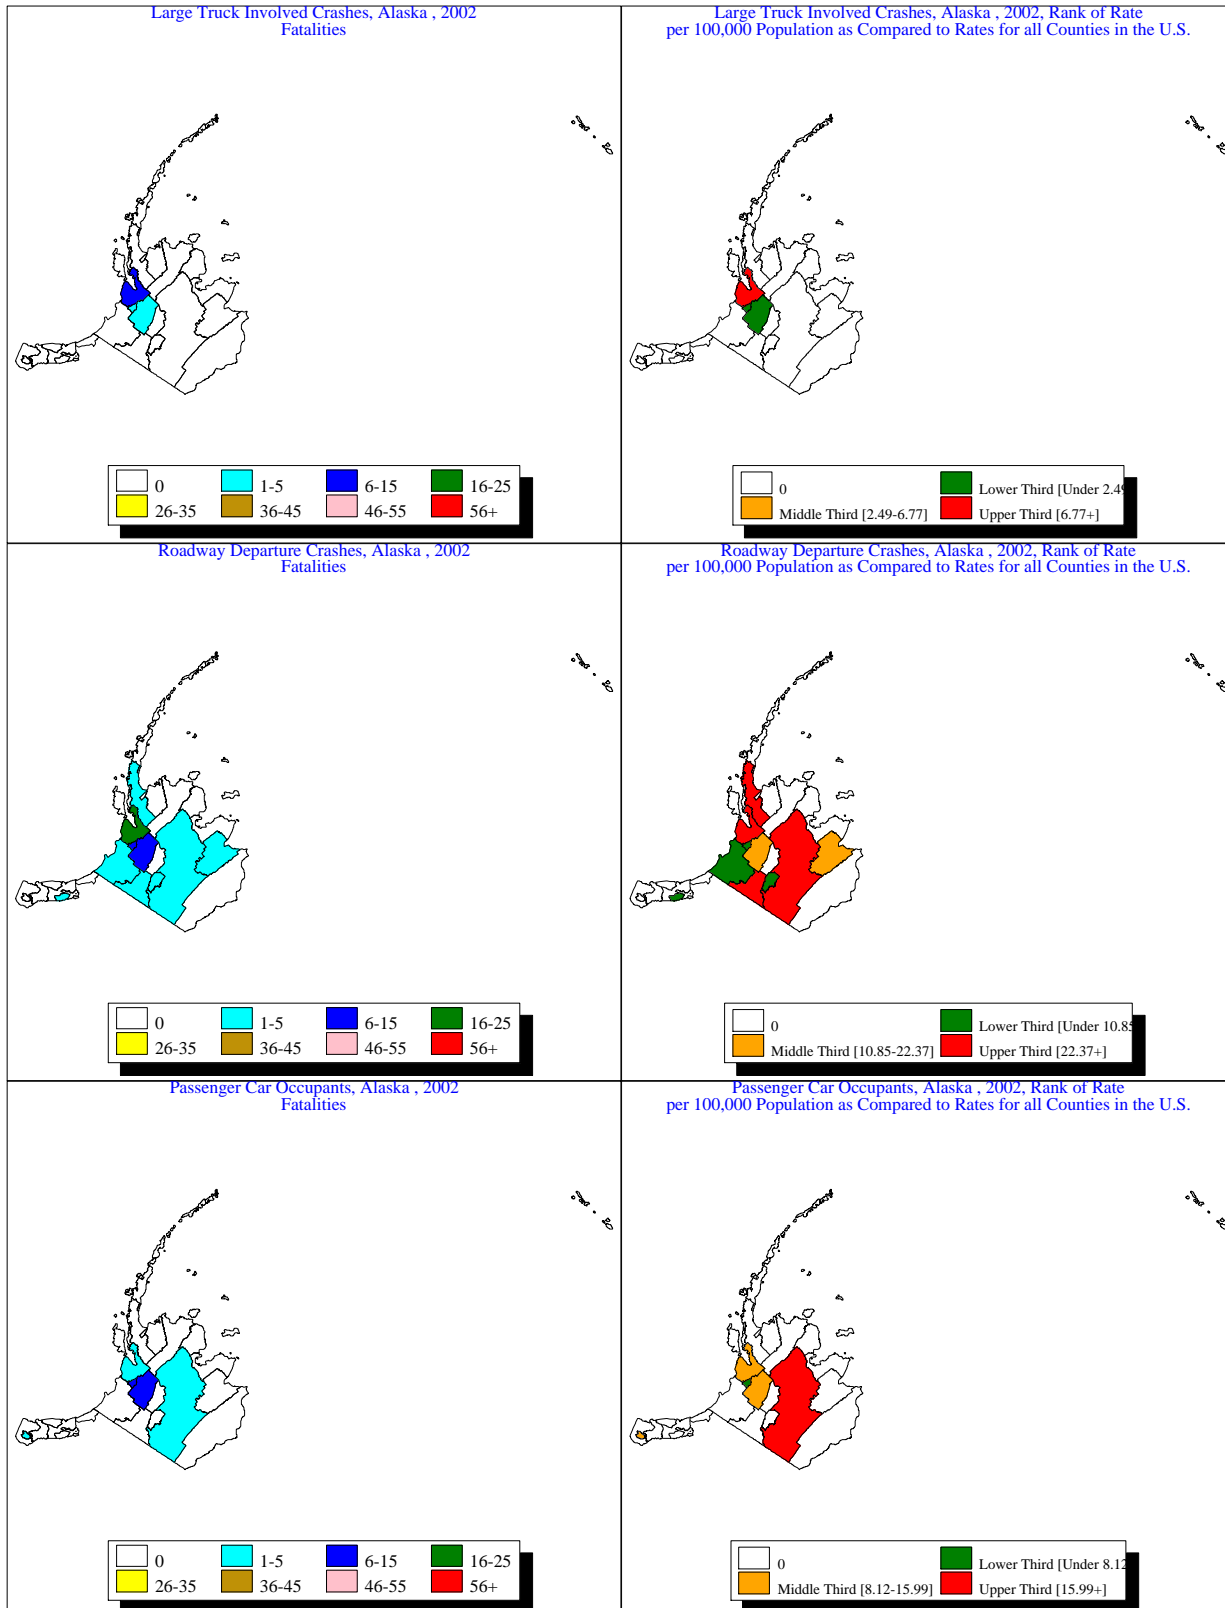 Large Truck Involved Crashes, Alaska , 2002
Fatalities
0
1-5
6-15
16-25
26-35
36-45
46-55
56+
Large Truck Involved Crashes, Alaska , 2002, Rank of Rate
per 100,000 Population as Compared to Rates for all Counties in the U.S.
0
Lower Third [Under 2.49
Middle Third [2.49-6.77]
Upper Third [6.77+]
Roadway Departure Crashes, Alaska , 2002
Fatalities
0
1-5
6-15
16-25
26-35
36-45
46-55
56+
Roadway Departure Crashes, Alaska , 2002, Rank of Rate
per 100,000 Population as Compared to Rates for all Counties in the U.S.
0
Lower Third [Under 10.85
Middle Third [10.85-22.37]
Upper Third [22.37+]
Passenger Car Occupants, Alaska , 2002
Fatalities
0
1-5
6-15
16-25
26-35
36-45
46-55
56+
Passenger Car Occupants, Alaska , 2002, Rank of Rate
per 100,000 Population as Compared to Rates for all Counties in the U.S.
0
Lower Third [Under 8.12
Middle Third [8.12-15.99]
Upper Third [15.99+]